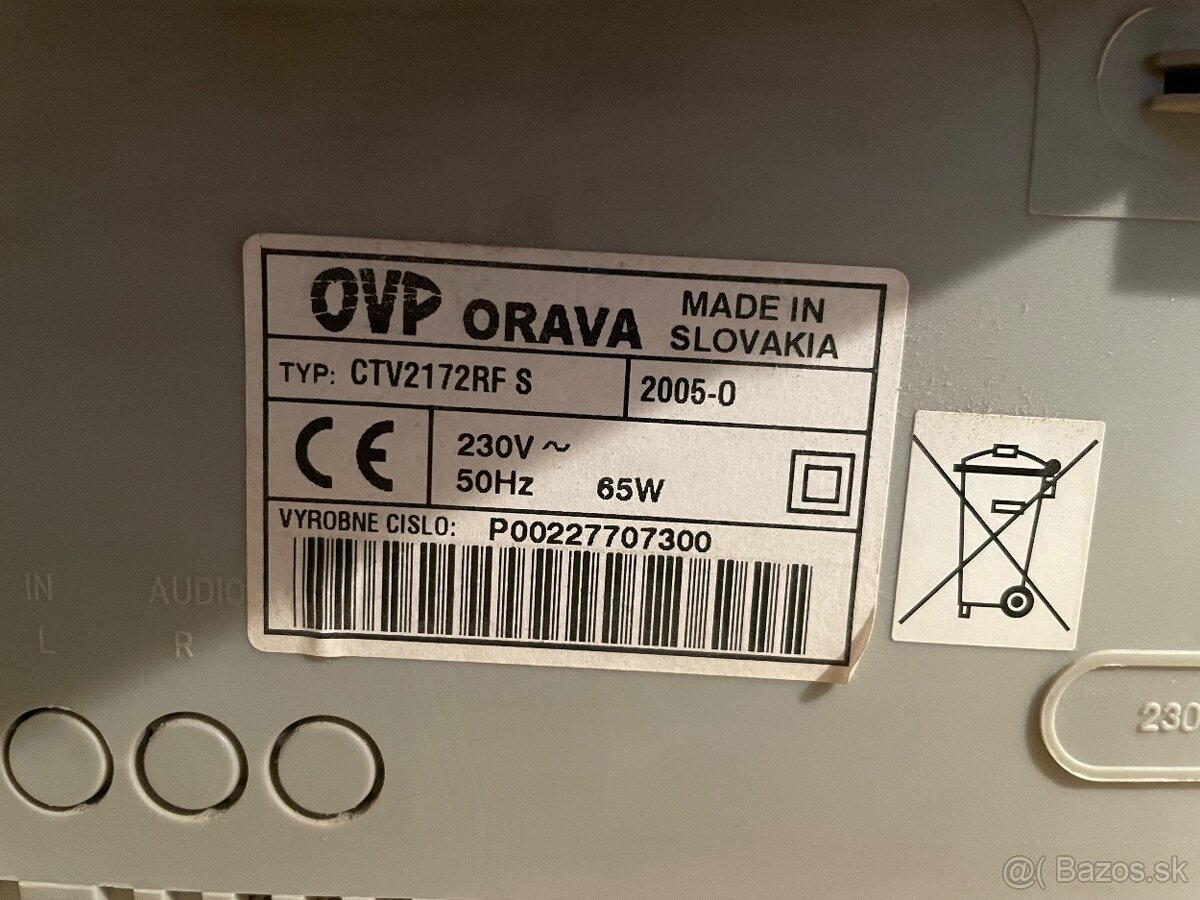 OVP ORAVA MADE IN SLOVAKIA
TYP: CTV2172RF S 2005-0
CE 230V ~
50Hz 65W
VYROBNE CISLO: P00227707300
IN AUDIO
L R
230
@( Bazos.sk